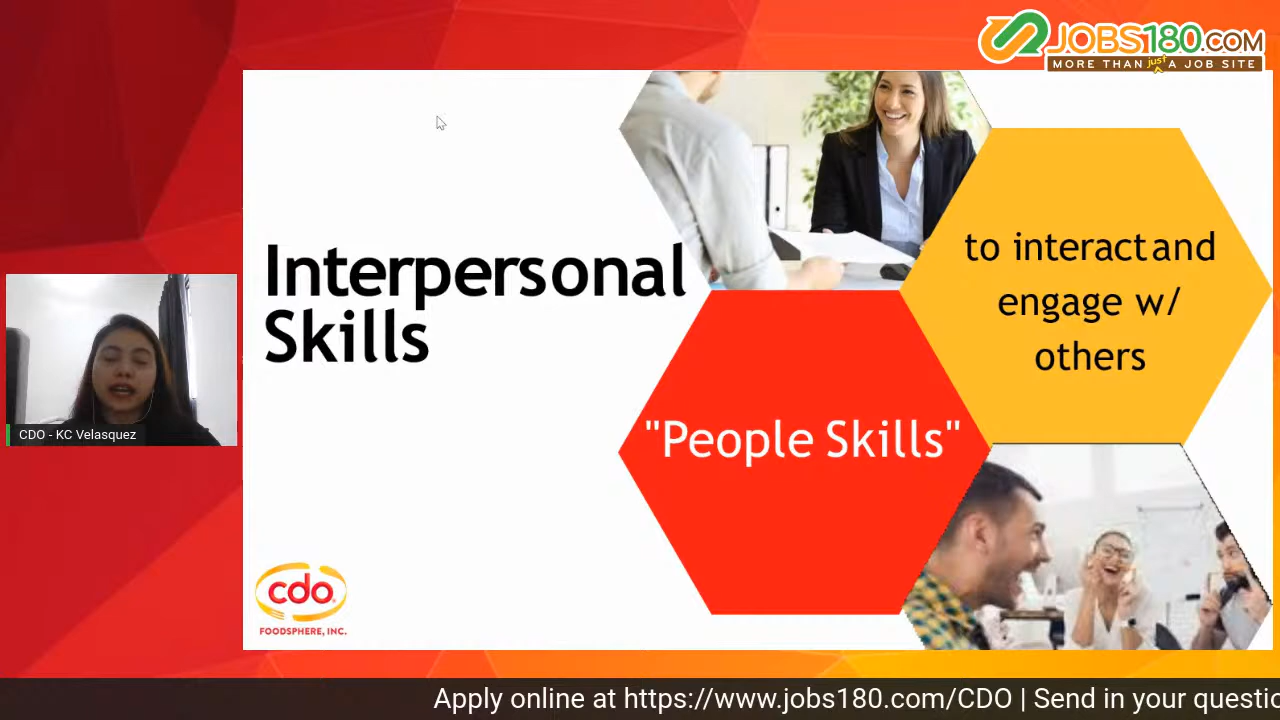 JOBS180.COM
MORE THAN just A JOB SITE
Interpersonal
Skills
to interact and
engage w/
others
"People Skills"
CDO - KC Velasquez
cdo
FOODSPHERE, INC.
Apply online at https://www.jobs180.com/CDO | Send in your